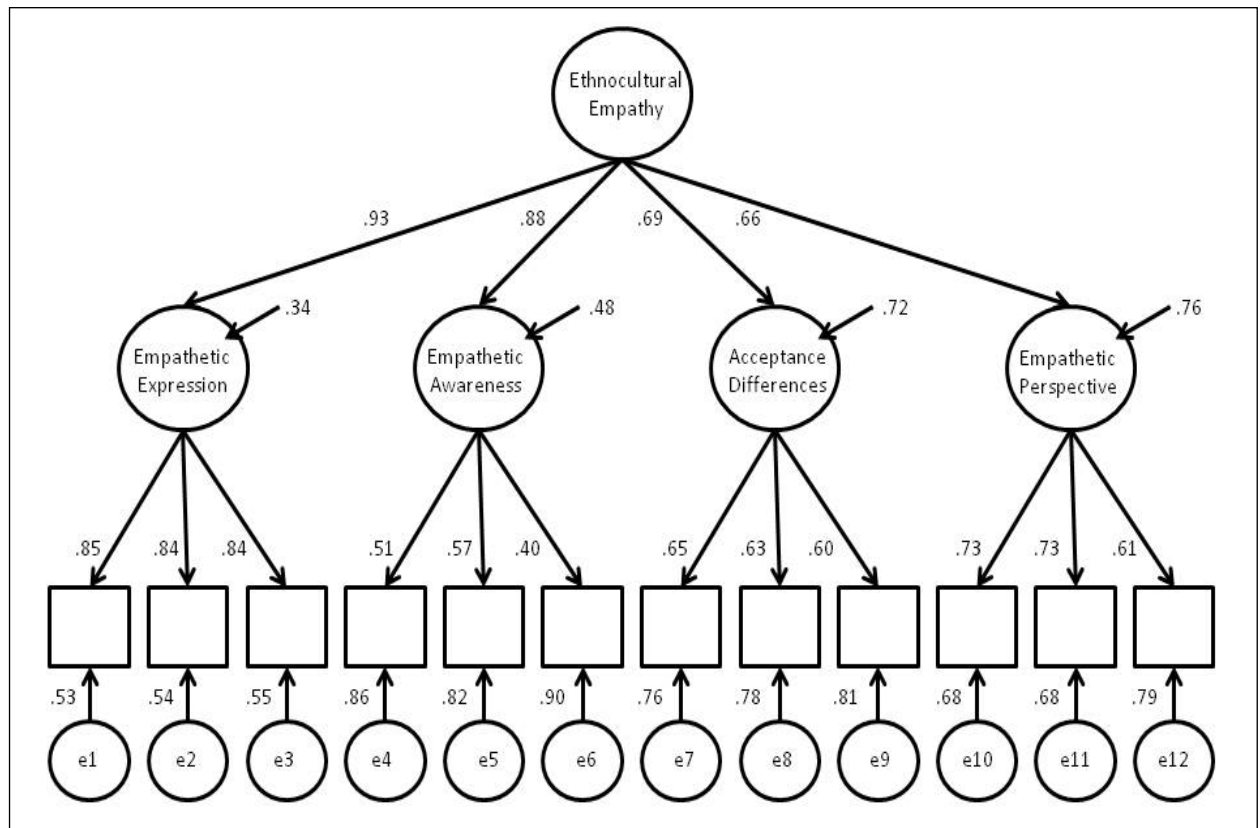 Ethnocultural
Empathy
.93 .88 .69 .66
.34 .48 .72 .76
Empathetic
Expression
Empathetic
Awareness
Acceptance
Differences
Empathetic
Perspective
.85 .84 .84 .51 .57 .40 .65 .63 .60 .73 .73 .61
.53 .54 .55 .86 .82 .90 .76 .78 .81 .68 .68 .79
e1 e2 e3 e4 e5 e6 e7 e8 e9 e10 e11 e12